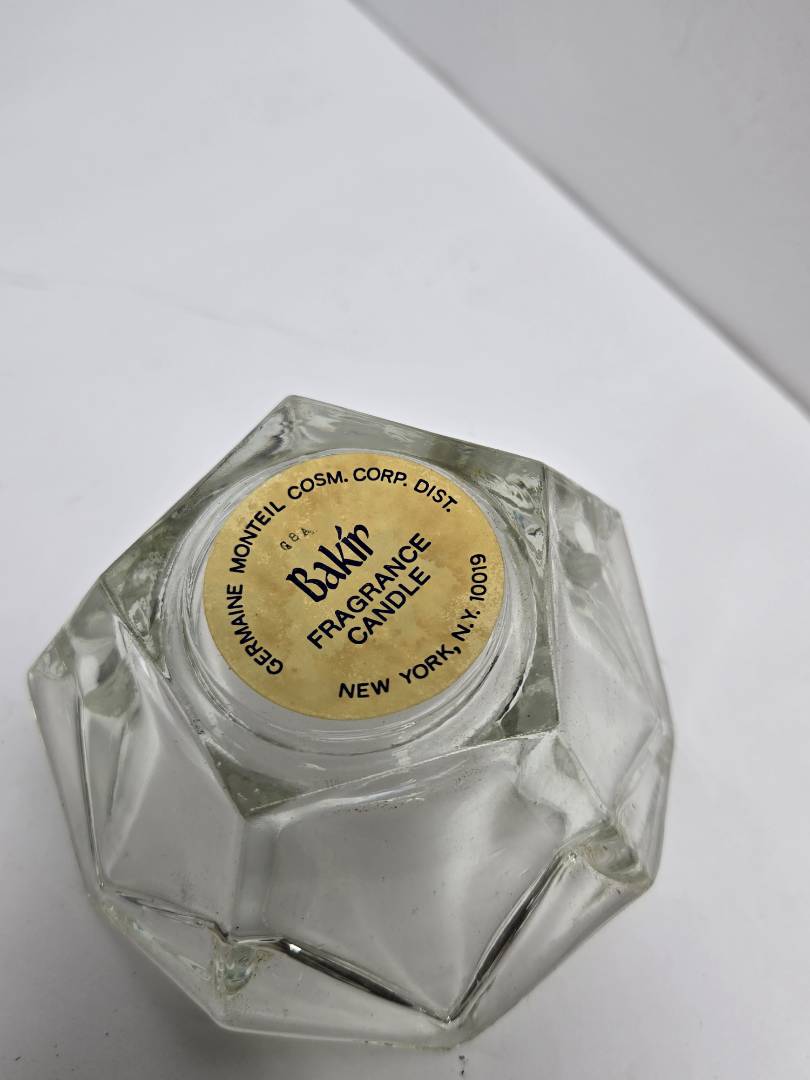 GERMAINE MONTEIL COSM. CORP. DIST.
Bakír
FRAGRANCE
CANDLE
NEW YORK, N.Y. 10019